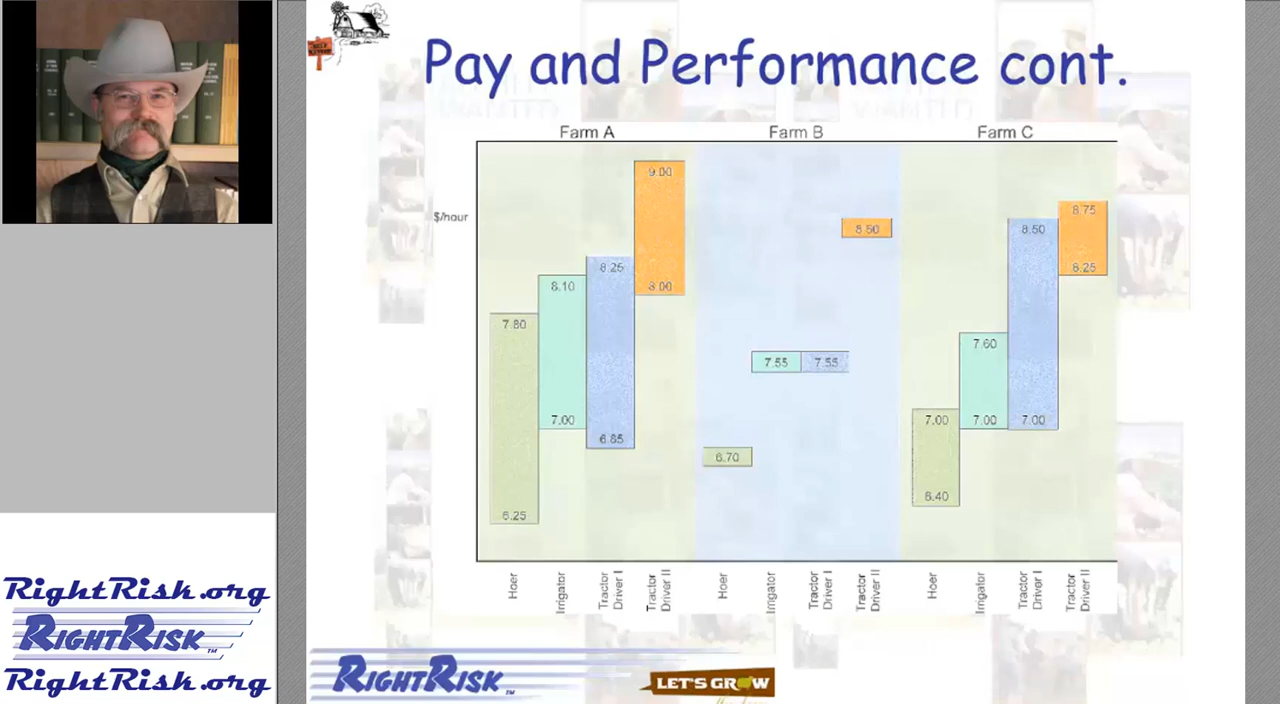 Pay and Performance cont.
Farm A
Farm B
Farm C
$/hour
9.00
8.25
8.00
8.10
7.80
7.00
6.85
6.25
8.50
7.55
7.55
6.70
8.75
8.50
8.25
7.60
7.00
7.00
7.00
6.40
Hoer
Irrigator
Tractor
Driver I
Tractor
Driver II
Hoer
Irrigator
Tractor
Driver I
Tractor
Driver II
Hoer
Irrigator
Tractor
Driver I
Tractor
Driver II
RightRisk.org
RIGHTRISK™
RightRisk.org
RIGHTRISK™
LET'S GROW